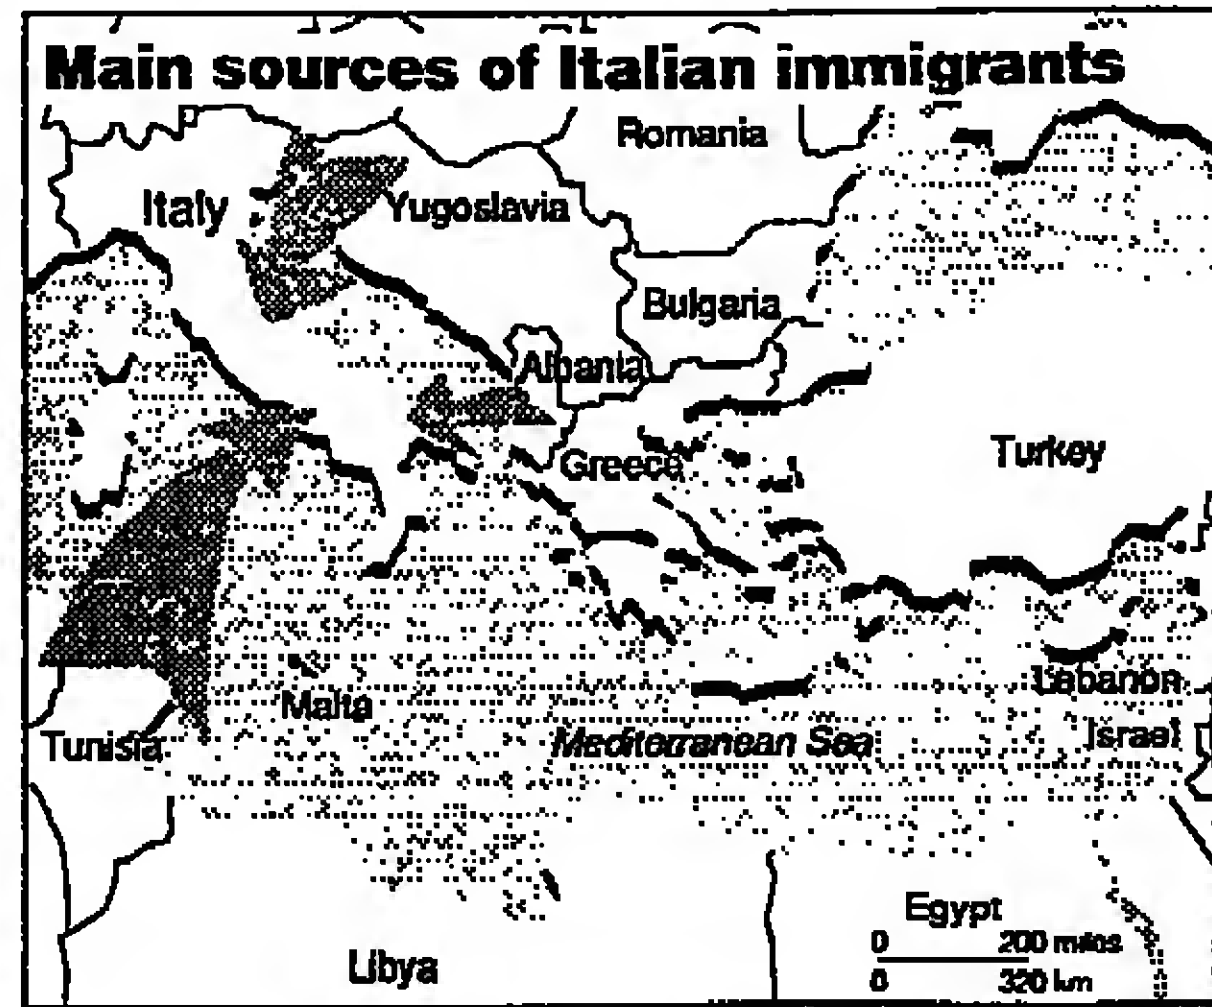 Main sources of Italian immigrants
Romania
Italy
Yugoslavia
Bulgaria
Albania
Turkey
Greece
Lebanon
Malta
Israel
Mediterranean Sea
Tunisia
Egypt
0 200 miles
Libya
0 320 km